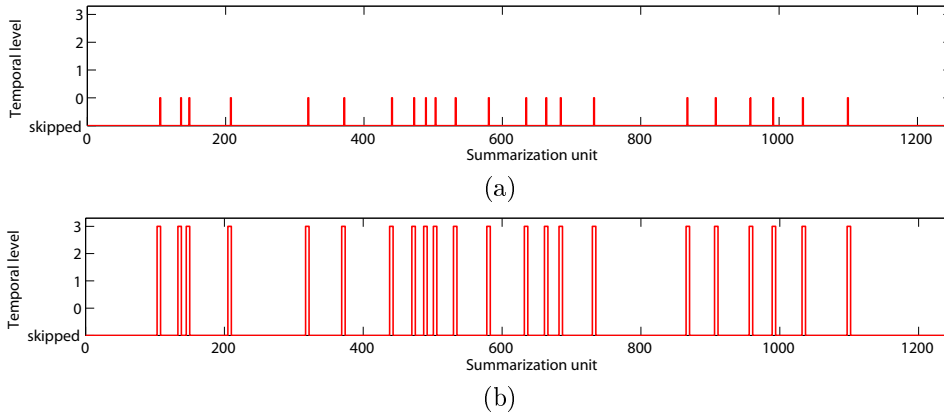 3
2
1
0
skipped
Temporal level
0 200 400 600 800 1000 1200
Summarization unit
(a)
3
2
1
0
skipped
Temporal level
0 200 400 600 800 1000 1200
Summarization unit
(b)